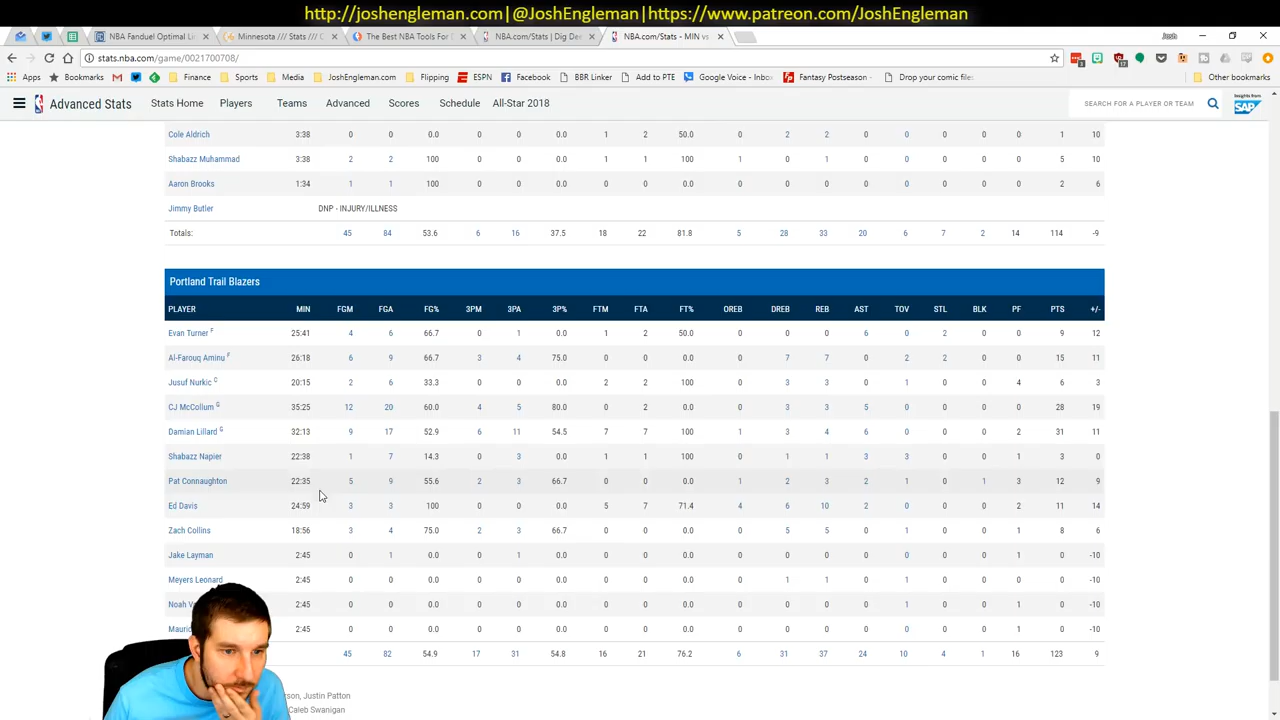 http://joshengleman.com|@JoshEngleman|https://www.patreon.com/JoshEngleman
NBA Fanduel Optimal Li
Minnesota /// Stats /// C
The Best NBA Tools For D
NBA.com/Stats | Dig Dee
NBA.com/Stats - MIN vs
Josh
stats.nba.com/game/0021700708/
Apps Bookmarks Finance Sports Media JoshEngleman.com Flipping ESPN Facebook BBR Linker Add to PTE Google Voice - Inbo Fantasy Postseason Drop your comic files Other bookmarks
Advanced Stats Stats Home Players Teams Advanced Scores Schedule All-Star 2018 SEARCH FOR A PLAYER OR TEAM Insights from SAP
Cole Aldrich 3:38 0 0 0.0 0 0 0.0 1 2 50.0 0 2 2 0 0 0 0 0 1 10
Shabazz Muhammad 3:38 2 2 100 0 0 0.0 1 1 100 1 0 1 0 0 0 0 0 5 10
Aaron Brooks 1:34 1 1 100 0 0 0.0 0 0 0.0 0 0 0 0 0 0 0 0 2 6
Jimmy Butler DNP - INJURY/ILLNESS
Totals: 45 84 53.6 6 16 37.5 18 22 81.8 5 28 33 20 6 7 2 14 114 -9
Portland Trail Blazers
PLAYER MIN FGM FGA FG% 3PM 3PA 3P% FTM FTA FT% OREB DREB REB AST TOV STL BLK PF PTS +/-
Evan Turner F 25:41 4 6 66.7 0 1 0.0 1 2 50.0 0 0 0 6 0 2 0 0 9 12
Al-Farouq Aminu F 26:18 6 9 66.7 3 4 75.0 0 0 0.0 0 7 7 0 2 2 0 0 15 11
Jusuf Nurkic C 20:15 2 6 33.3 0 0 0.0 2 2 100 0 3 3 0 1 0 0 4 6 3
CJ McCollum G 35:25 12 20 60.0 4 5 80.0 0 2 0.0 0 3 3 5 0 0 0 0 28 19
Damian Lillard G 32:13 9 17 52.9 6 11 54.5 7 7 100 1 3 4 6 0 0 0 2 31 11
Shabazz Napier 22:38 1 7 14.3 0 3 0.0 1 1 100 0 1 1 3 3 0 0 1 3 0
Pat Connaughton 22:35 5 9 55.6 2 3 66.7 0 0 0.0 1 2 3 2 1 0 1 3 12 9
Ed Davis 24:59 3 3 100 0 0 0.0 5 7 71.4 4 6 10 2 0 0 0 2 11 14
Zach Collins 18:56 3 4 75.0 2 3 66.7 0 0 0.0 0 5 5 0 0 0 0 1 8 6
Jake Layman 2:45 0 1 0.0 0 1 0.0 0 0 0.0 0 0 0 0 0 0 0 1 0 -10
Meyers Leonard 2:45 0 0 0.0 0 0 0.0 0 0 0.0 0 1 1 0 1 0 0 0 0 -10
Noah 2:45 0 0 0.0 0 0 0.0 0 0 0.0 0 0 0 0 1 0 0 1 0 -10
2:45 0 0 0.0 0 0 0.0 0 0 0.0 0 0 0 0 0 0 0 1 0 -10
45 82 54.9 17 31 54.8 16 21 76.2 6 31 37 24 10 4 1 16 123 9
son, Justin Patton
Caleb Swanigan